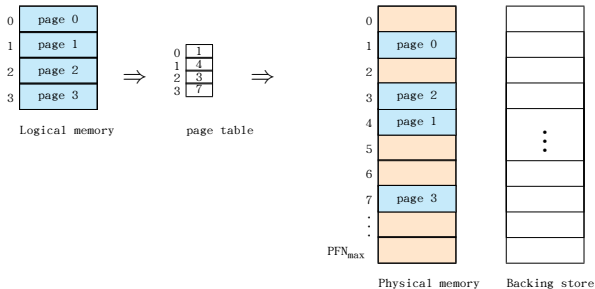 0 page 0
1 page 1
2 page 2
3 page 3
Logical memory
0 1
1 4
2 3
3 7
page table
0
1 page 0
2
3 page 2
4 page 1
5
6
7 page 3
PFNmax
Physical memory
Backing store